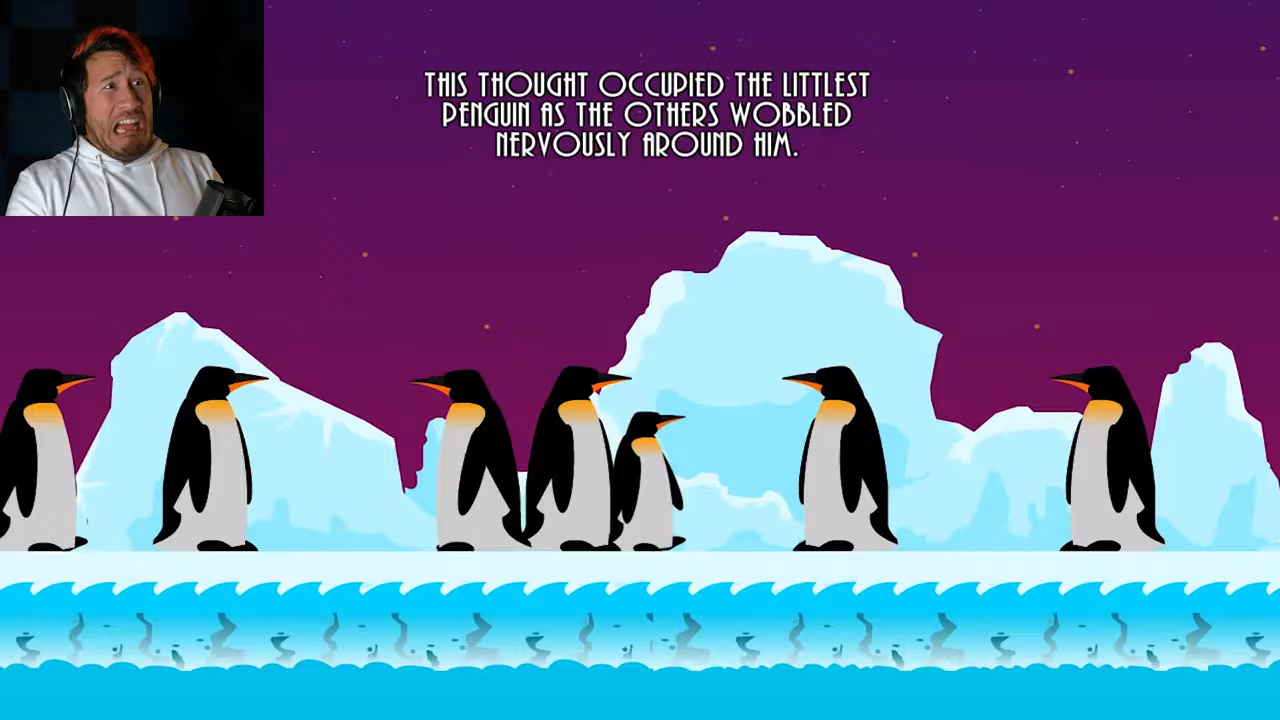 THIS THOUGHT OCCUPIED THE LITTLEST
PENGUIN AS THE OTHERS WOBBLED
NERVOUSLY AROUND HIM.